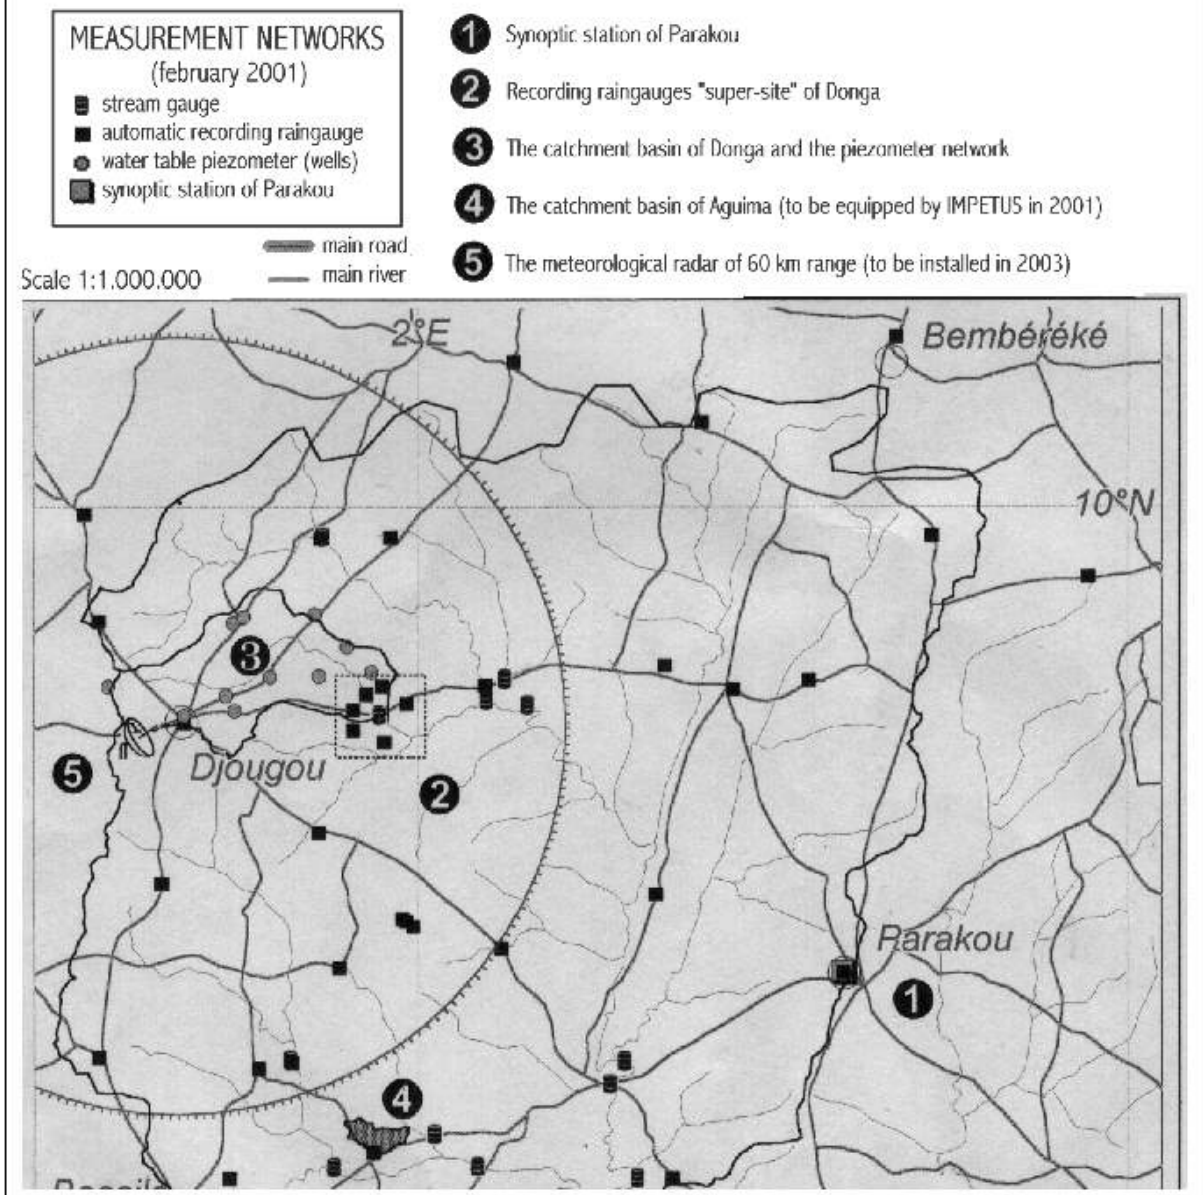 MEASUREMENT NETWORKS
(february 2001)
stream gauge
automatic recording raingauge
water table piezometer (wells)
synoptic station of Parakou
main road
main river
Scale 1:1.000.000
1 Synoptic station of Parakou
2 Recording raingauges "super-site" of Donga
3 The catchment basin of Donga and the piezometer network
4 The catchment basin of Aguima (to be equipped by IMPETUS in 2001)
5 The meteorological radar of 60 km range (to be installed in 2003)
2°E
Bembéréké
10°N
3
Djougou
5
2
Parakou
1
4